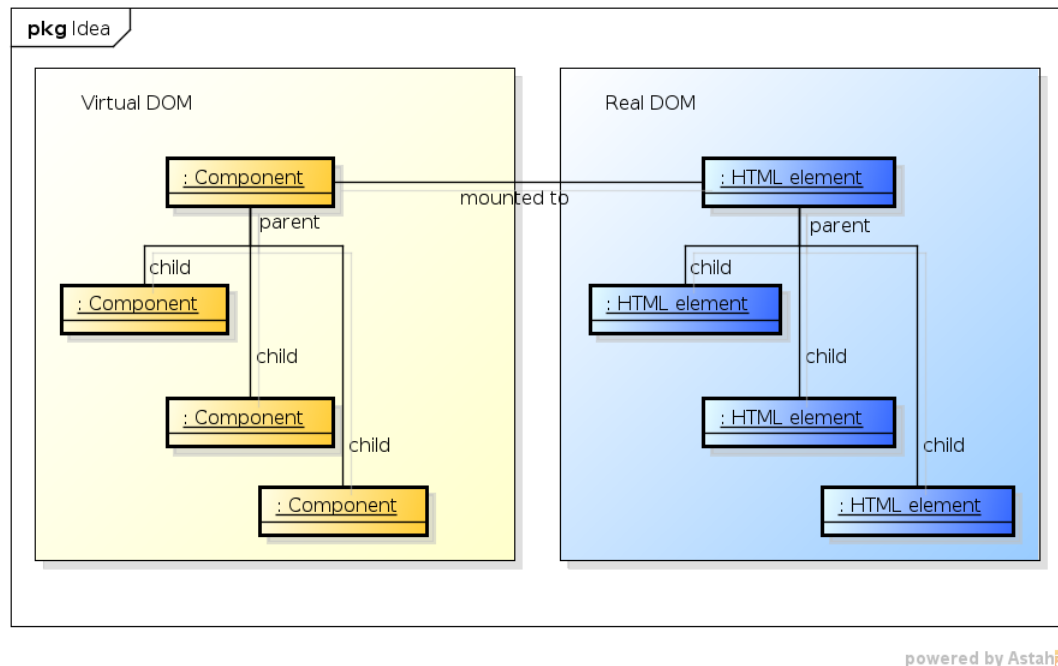 pkg Idea
Virtual DOM
Real DOM
: Component
: HTML element
mounted to
parent
parent
child
child
: Component
: HTML element
child
child
: Component
: HTML element
child
child
: Component
: HTML element
powered by Astah